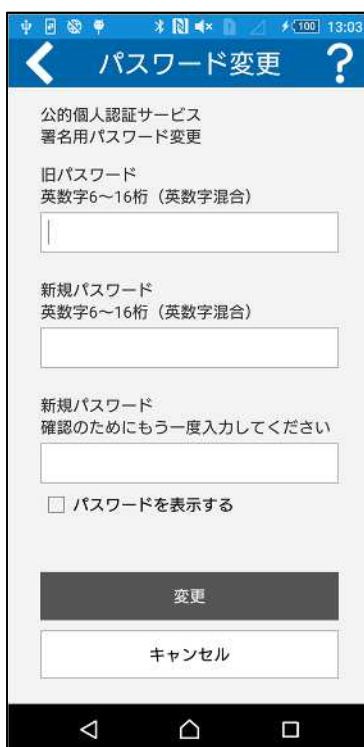 100 13:03
パスワード変更 ?
公的個人認証サービス
署名用パスワード変更
旧パスワード
英数字6～16桁（英数字混合）
新規パスワード
英数字6～16桁（英数字混合）
新規パスワード
確認のためにもう一度入力してください
パスワードを表示する
変更
キャンセル